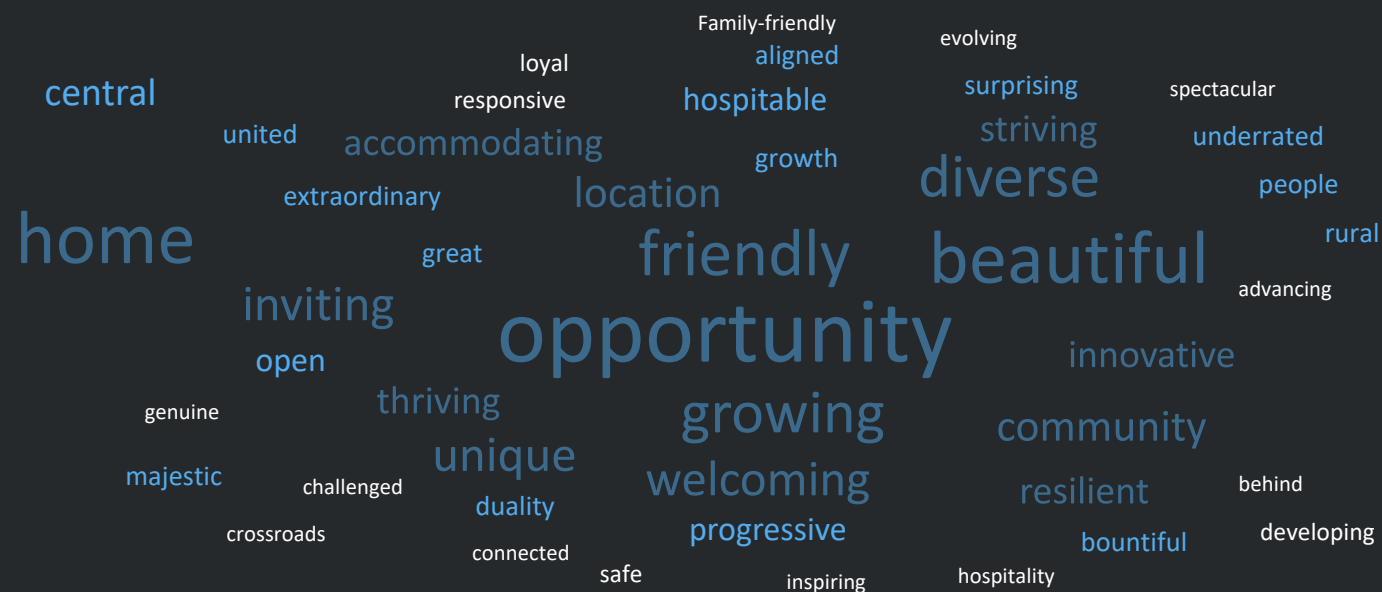 Family-friendly
evolving
loyal
aligned
central
responsive
hospitable
surprising
spectacular
united
accommodating
striving
underrated
growth
extraordinary
location
diverse
people
home
great
friendly
beautiful
rural
inviting
advancing
opportunity
open
innovative
thriving
genuine
growing
community
unique
majestic
challenged
welcoming
resilient
behind
duality
crossroads
progressive
bountiful
developing
connected
safe
inspiring
hospitality